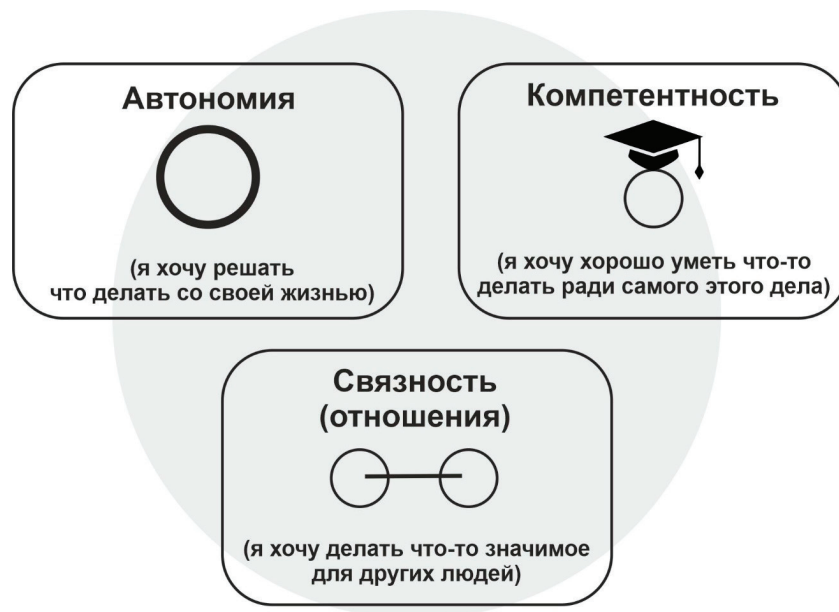 Автономия
(я хочу решать
что делать со своей жизнью)
Компетентность
(я хочу хорошо уметь что-то
делать ради самого этого дела)
Связность
(отношения)
(я хочу делать что-то значимое
для других людей)